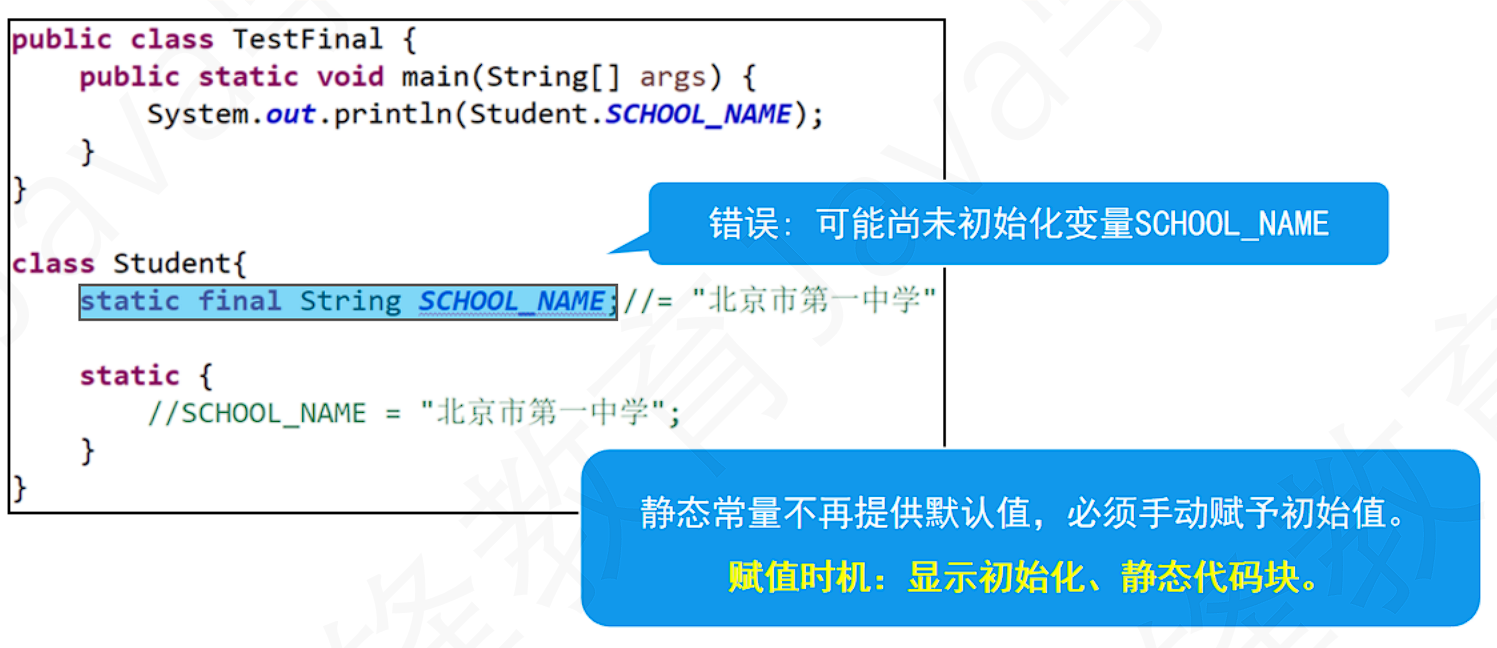 public class TestFinal {
    public static void main(String[] args) {
        System.out.println(Student.SCHOOL_NAME);
    }
}
错误: 可能尚未初始化变量SCHOOL_NAME
class Student{
    static final String SCHOOL_NAME;//= "北京市第一中学"
    static {
        //SCHOOL_NAME = "北京市第一中学";
    }
}
静态常量不再提供默认值，必须手动赋予初始值。
赋值时机：显示初始化、静态代码块。